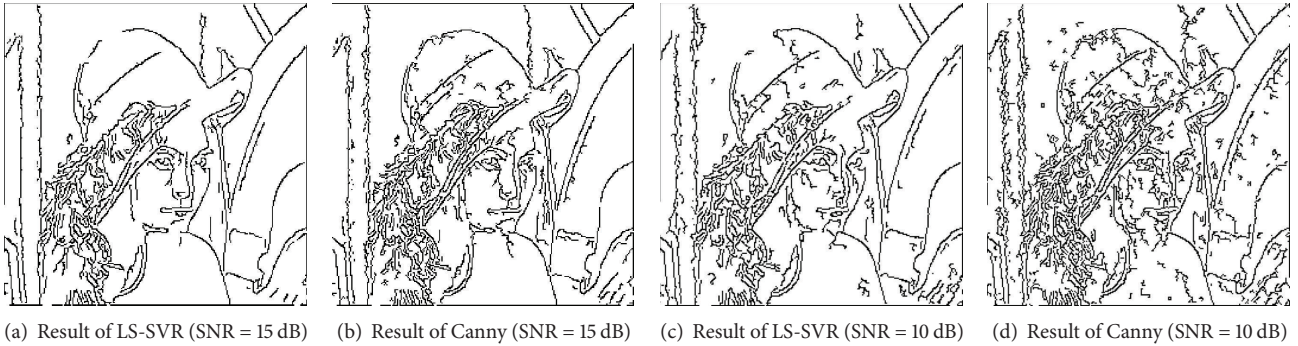 (a) Result of LS-SVR (SNR = 15 dB)
(b) Result of Canny (SNR = 15 dB)
(c) Result of LS-SVR (SNR = 10 dB)
(d) Result of Canny (SNR = 10 dB)